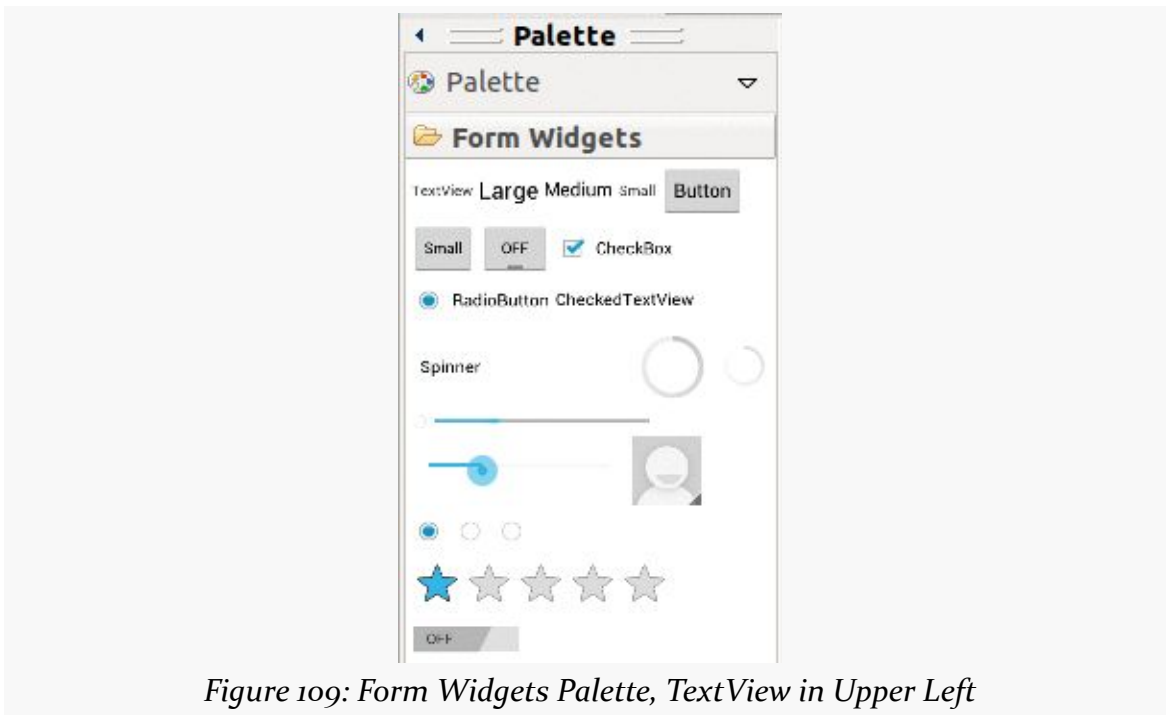 Palette
Palette
Form Widgets
TextView Large Medium Small Button
Small OFF CheckBox
RadioButton CheckedTextView
Spinner
OFF
Figure 109: Form Widgets Palette, TextView in Upper Left